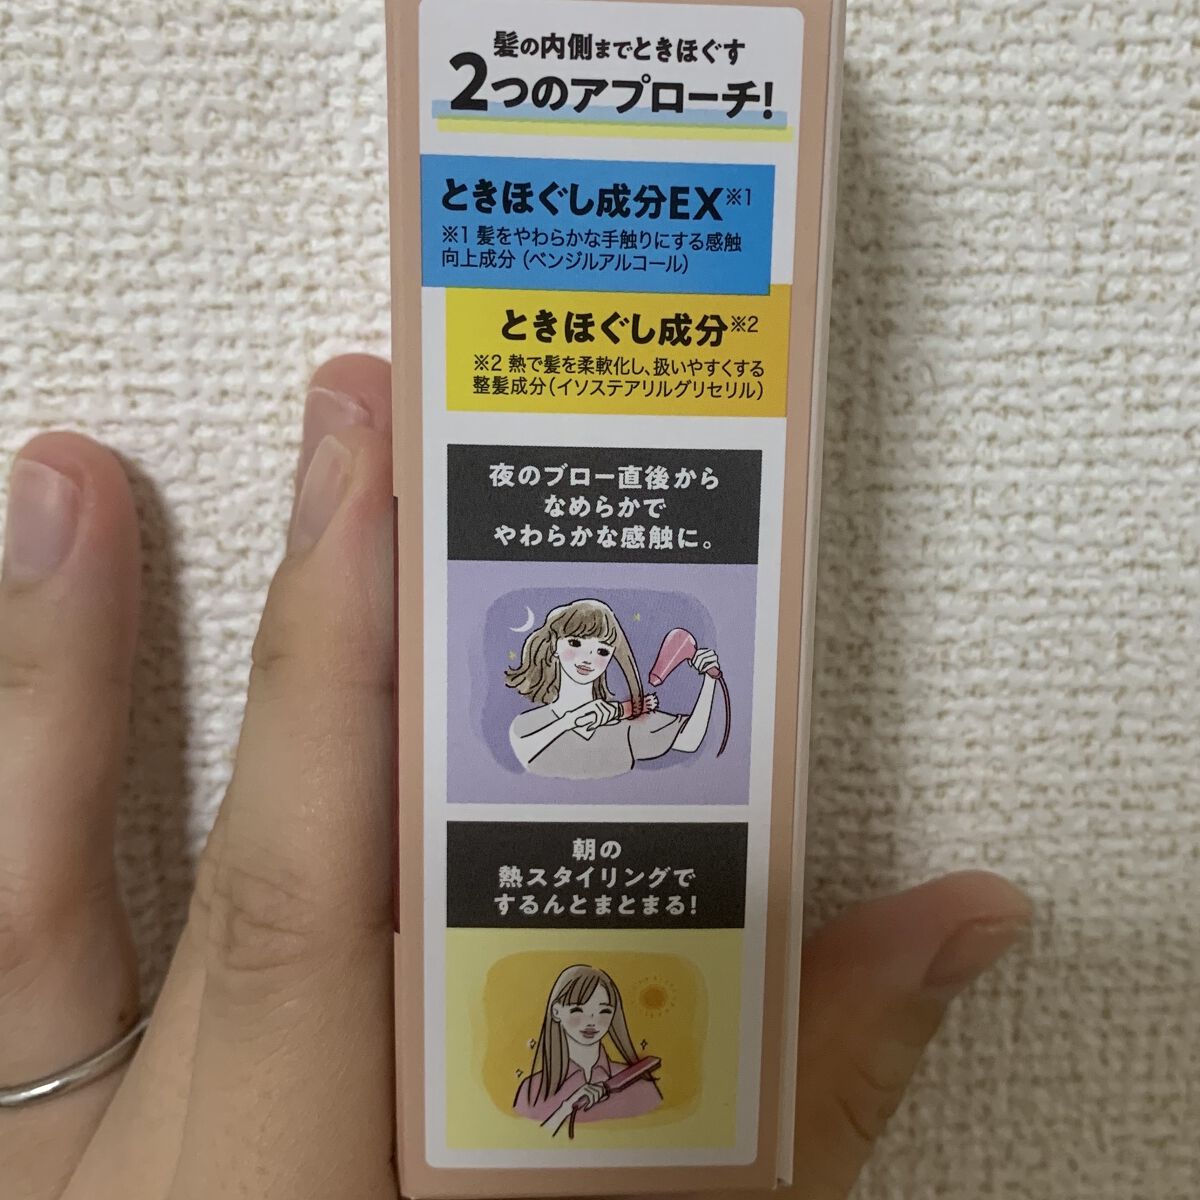 髪の内側までときほぐす
2つのアプローチ!
ときほぐし成分EX※1
※1 髪をやわらかな手触りにする感触
向上成分(ベンジルアルコール)
ときほぐし成分※2
※2 熱で髪を柔軟化し、扱いやすくする
整髪成分(イソステアリルグリセリル)
夜のブロー直後から
なめらかで
やわらかな感触に。
朝の
熱スタイリングで
するんとまとまる!